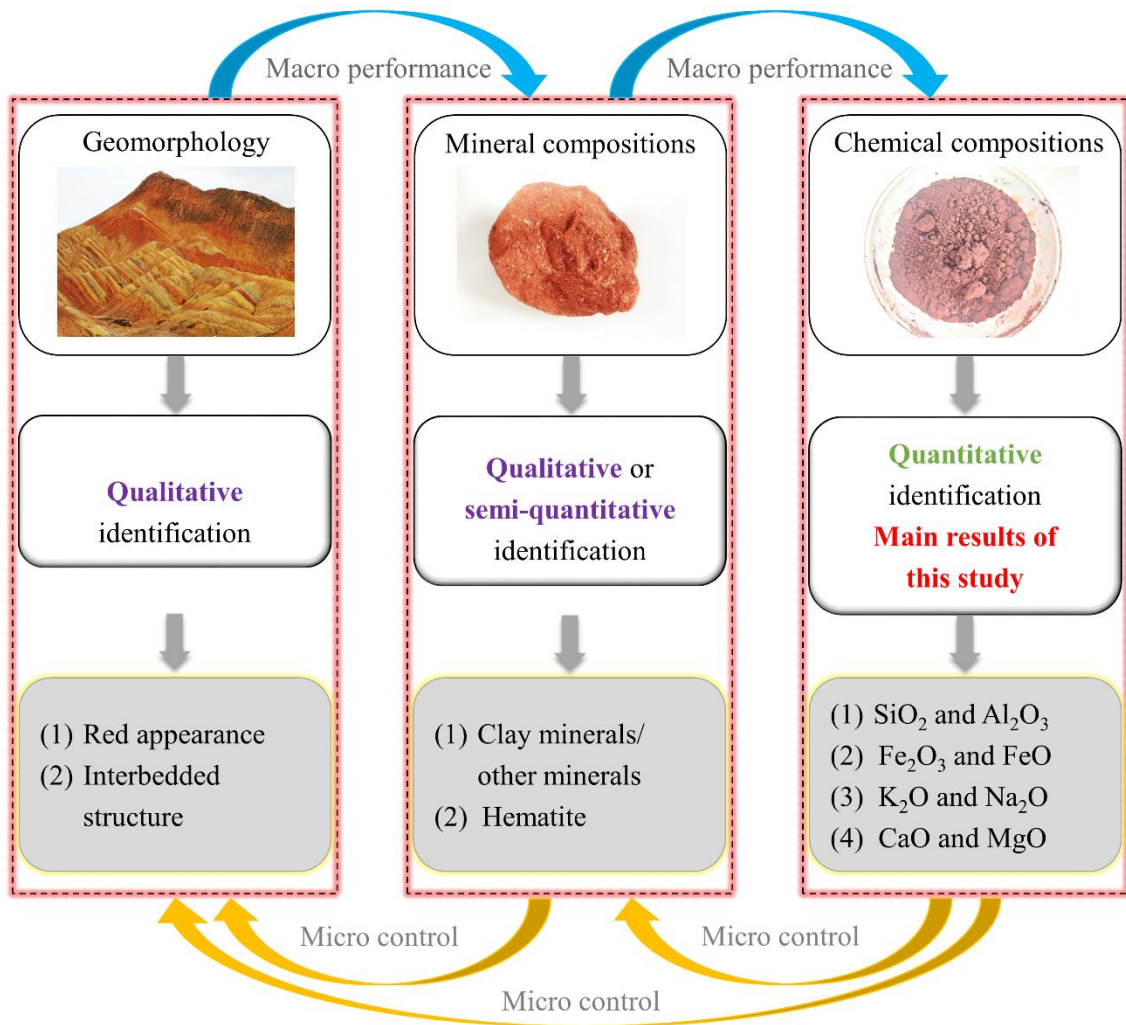 Macro performance
Macro performance
Geomorphology
Qualitative
identification
(1) Red appearance
(2) Interbedded
structure
Mineral compositions
Qualitative or
semi-quantitative
identification
(1) Clay minerals/
other minerals
(2) Hematite
Chemical compositions
Quantitative
identification
Main results of
this study
(1) SiO₂ and Al₂O₃
(2) Fe₂O₃ and FeO
(3) K₂O and Na₂O
(4) CaO and MgO
Micro control
Micro control
Micro control